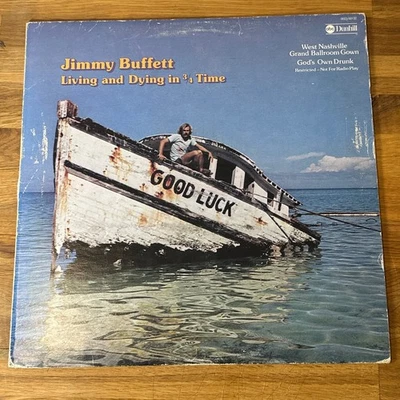 Jimmy Buffett
Living and Dying in 3/4 Time
abc Dunhill
West Nashville
Grand Ballroom Gown
God's Own Drunk
Restricted - Not For Radio Play
GOOD LUCK